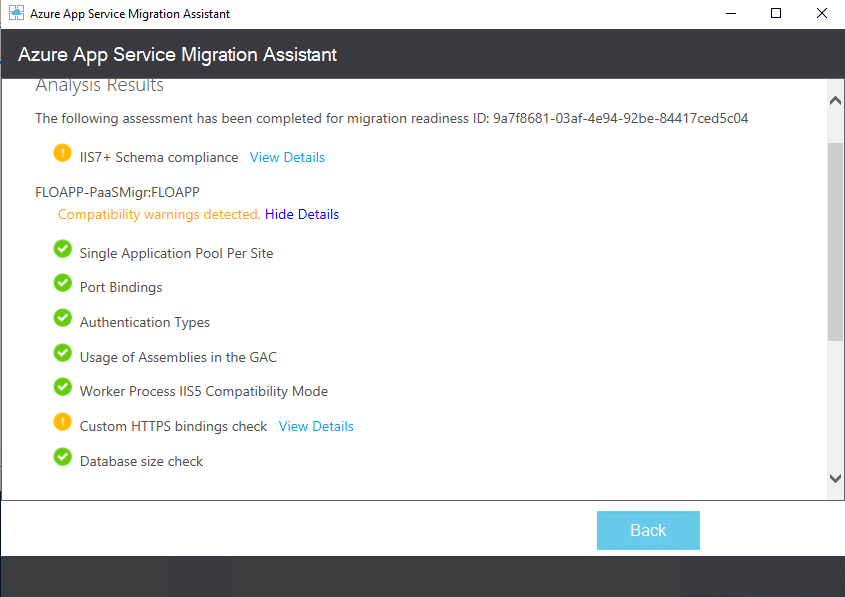 Azure App Service Migration Assistant
Azure App Service Migration Assistant
Analysis Results
The following assessment has been completed for migration readiness ID: 9a7f8681-03af-4e94-92be-84417ced5c04
IIS7+ Schema compliance View Details
FLOAPP-PaaSMigr:FLOAPP
Compatibility warnings detected. Hide Details
Single Application Pool Per Site
Port Bindings
Authentication Types
Usage of Assemblies in the GAC
Worker Process IIS5 Compatibility Mode
Custom HTTPS bindings check View Details
Database size check
Back